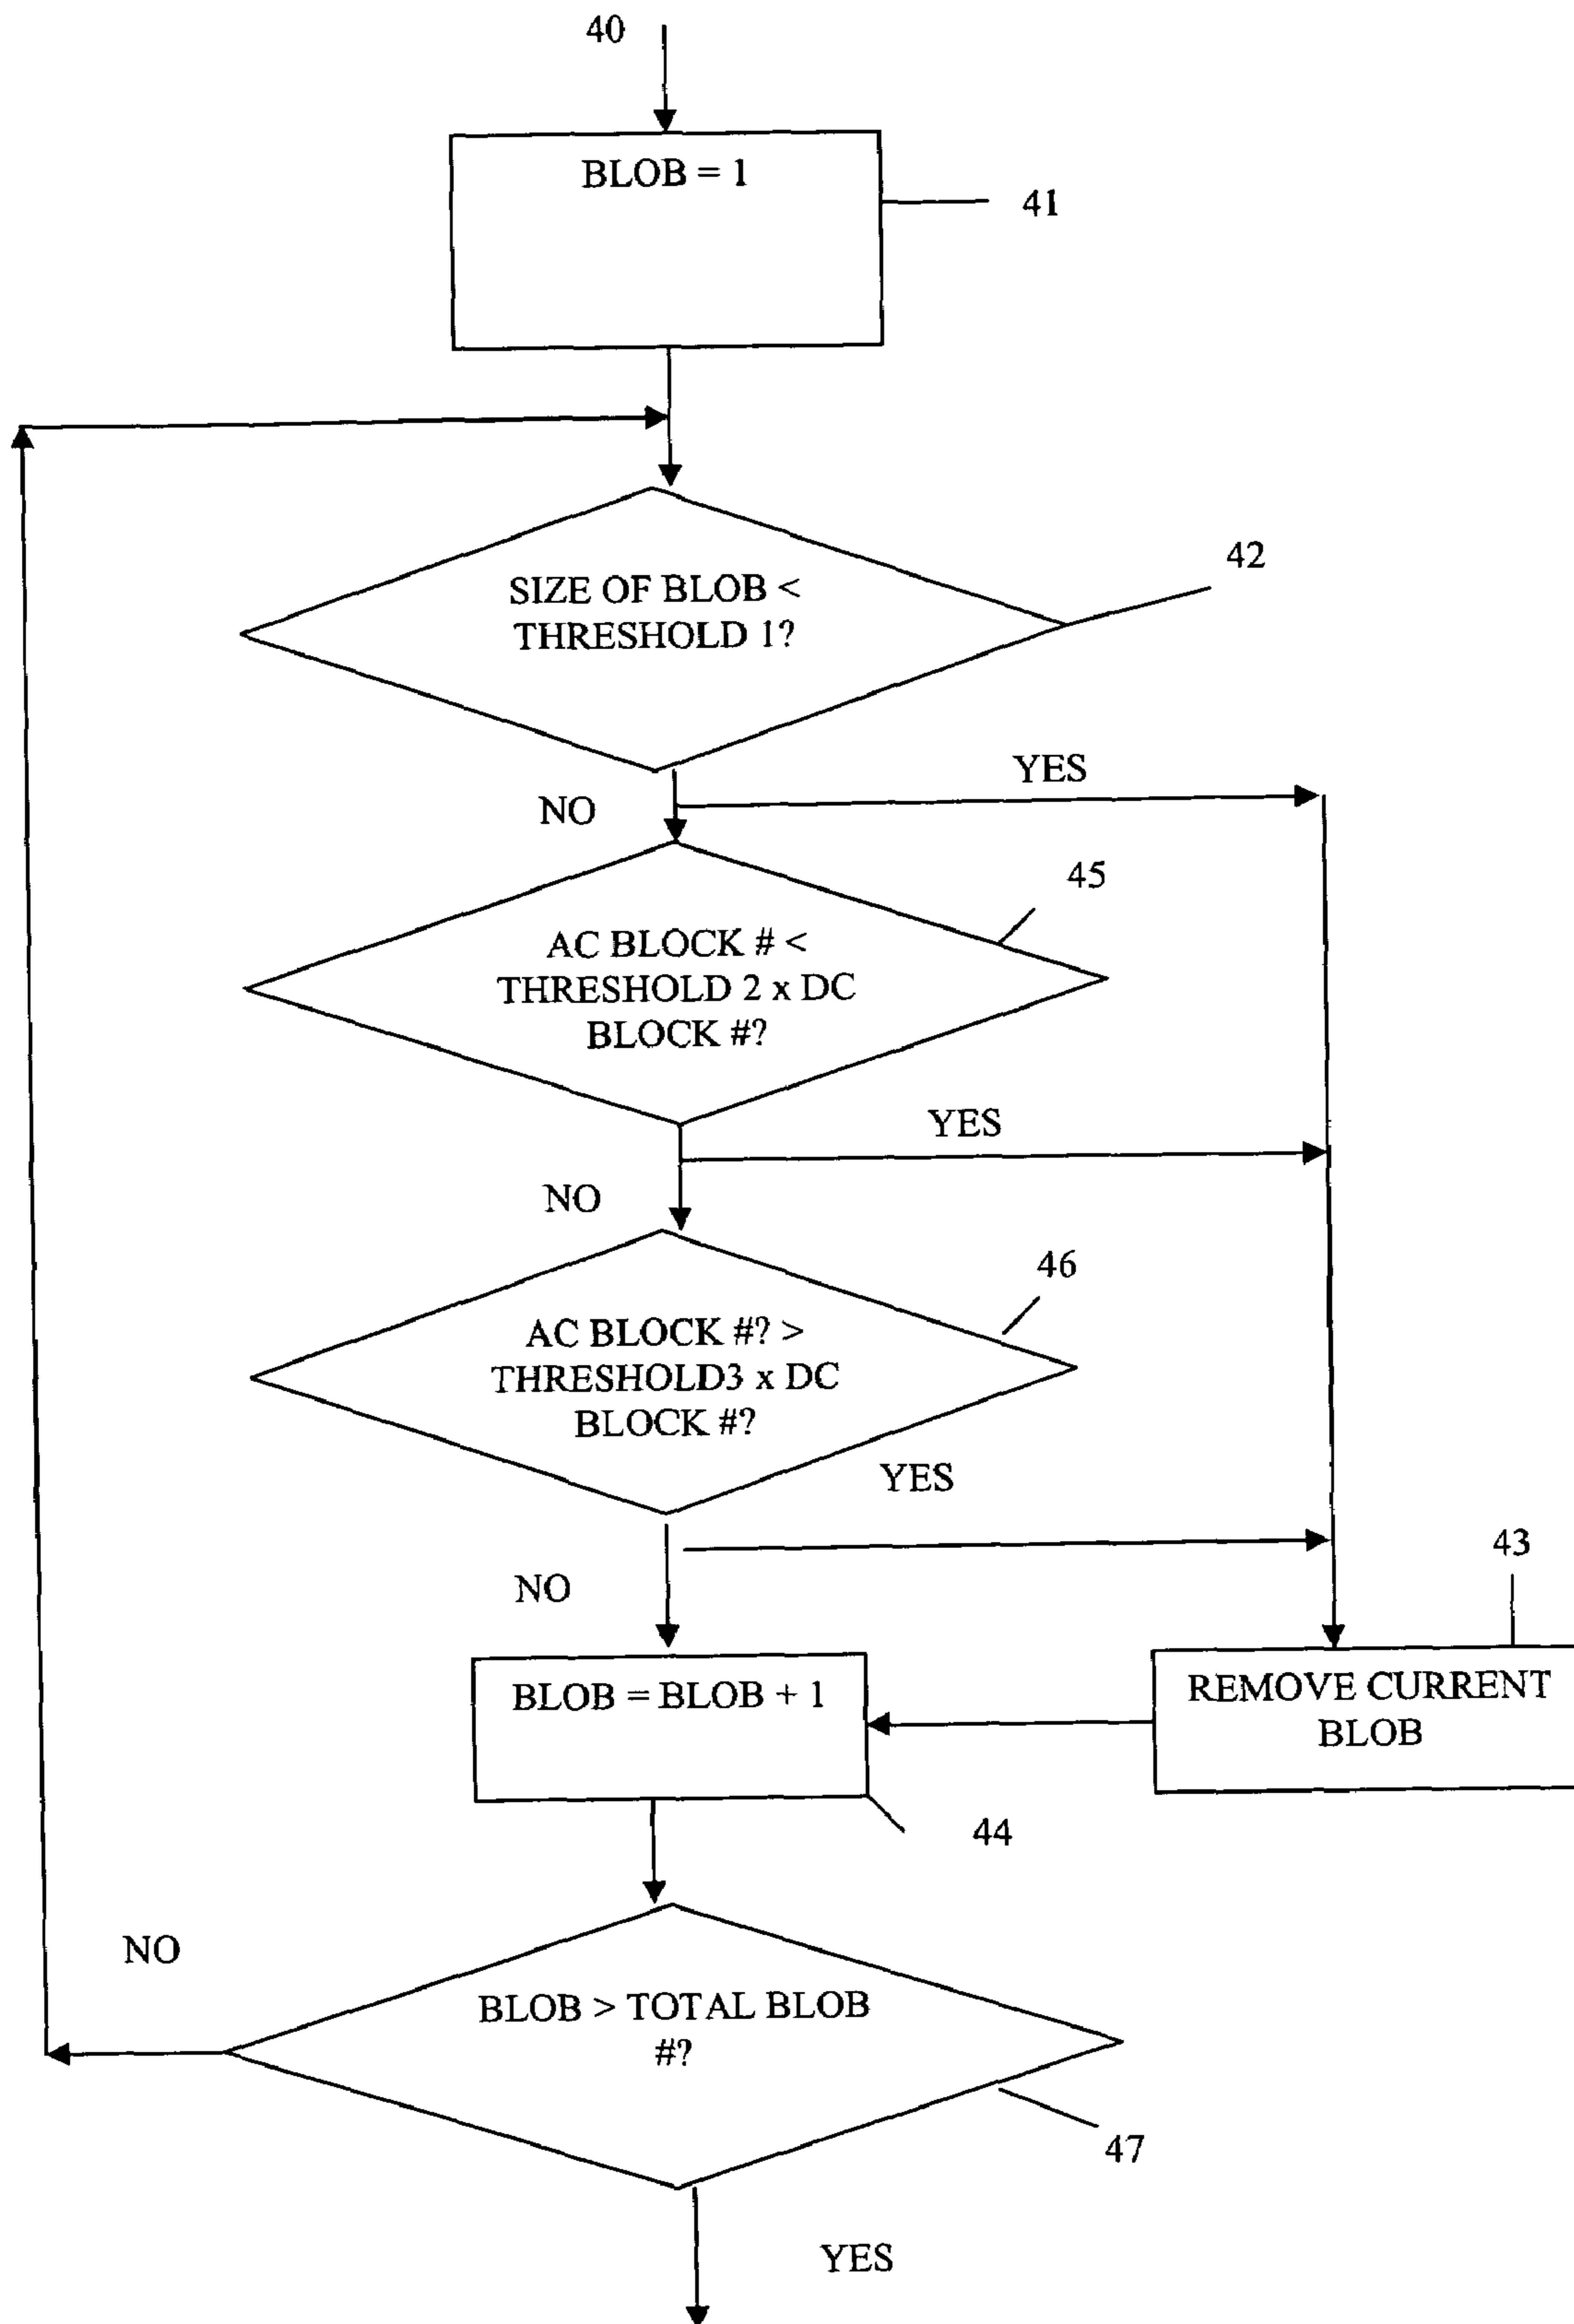 40
BLOB = 1
41
42
SIZE OF BLOB <
THRESHOLD 1?
YES
NO
45
AC BLOCK # <
THRESHOLD 2 x DC
BLOCK #?
YES
NO
46
AC BLOCK #? >
THRESHOLD3 x DC
BLOCK #?
YES
43
NO
BLOB = BLOB + 1
REMOVE CURRENT
BLOB
44
NO
BLOB > TOTAL BLOB
#?
47
YES